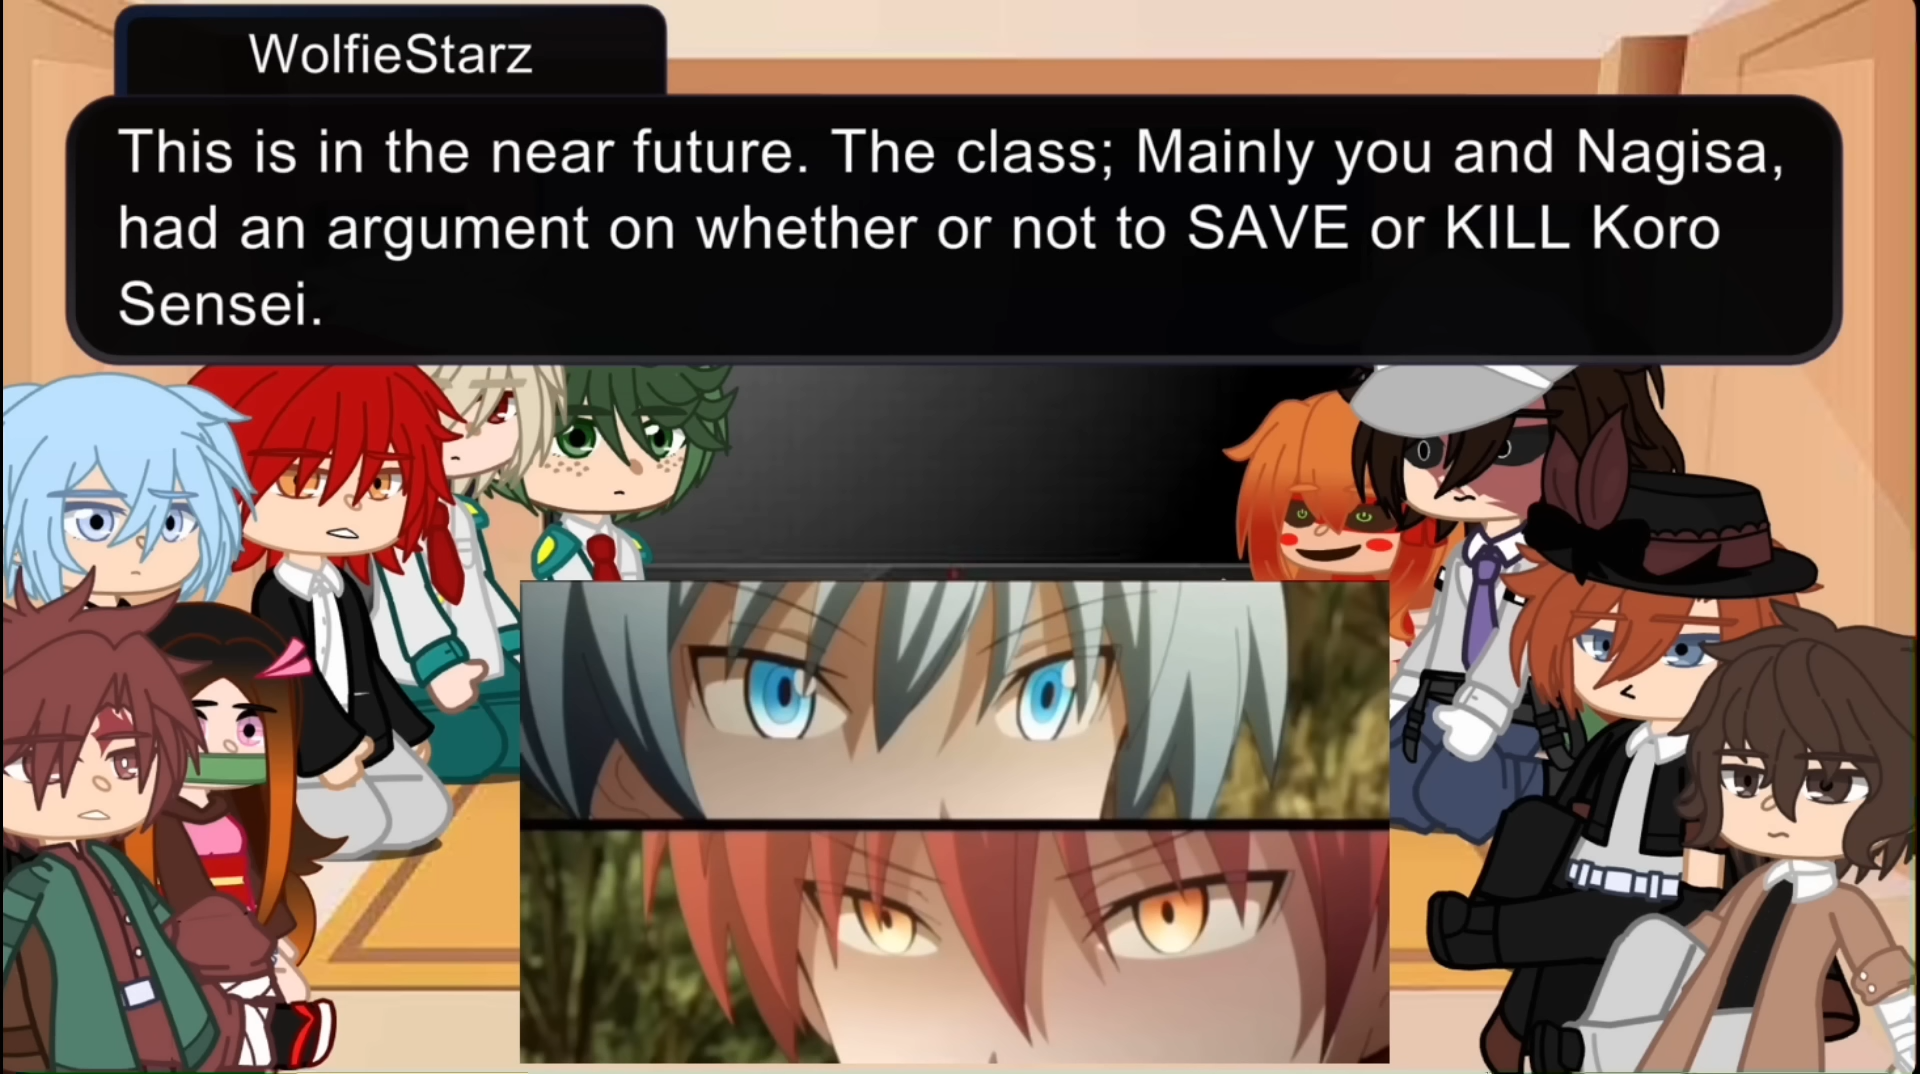 WolfieStarz
This is in the near future. The class; Mainly you and Nagisa,
had an argument on whether or not to SAVE or KILL Koro
Sensei.